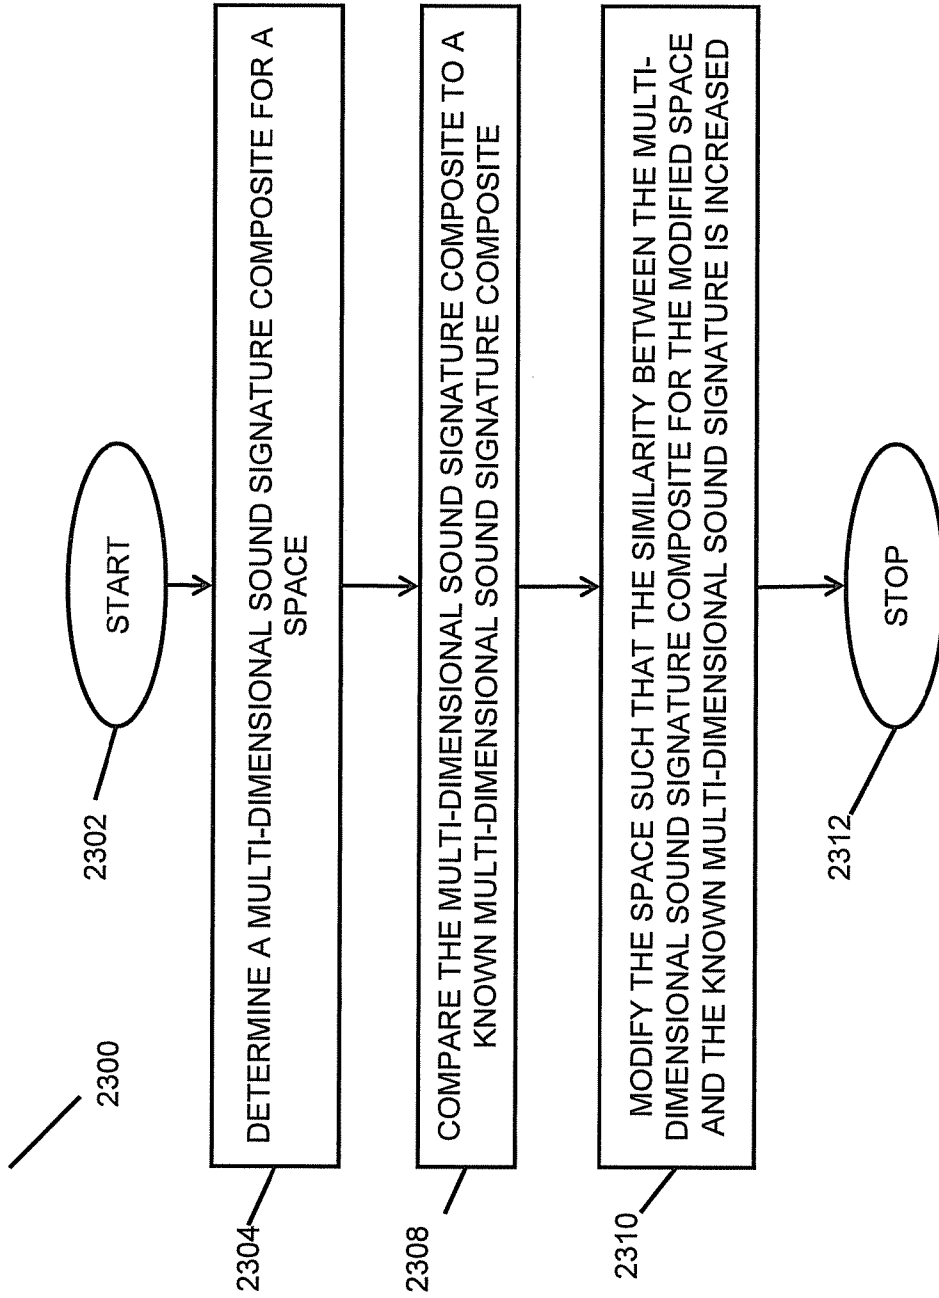 2300
2302
START
2304
DETERMINE A MULTI-DIMENSIONAL SOUND SIGNATURE COMPOSITE FOR A
SPACE
2308
COMPARE THE MULTI-DIMENSIONAL SOUND SIGNATURE COMPOSITE TO A
KNOWN MULTI-DIMENSIONAL SOUND SIGNATURE COMPOSITE
2310
MODIFY THE SPACE SUCH THAT THE SIMILARITY BETWEEN THE MULTI-
DIMENSIONAL SOUND SIGNATURE COMPOSITE FOR THE MODIFIED SPACE
AND THE KNOWN MULTI-DIMENSIONAL SOUND SIGNATURE IS INCREASED
2312
STOP